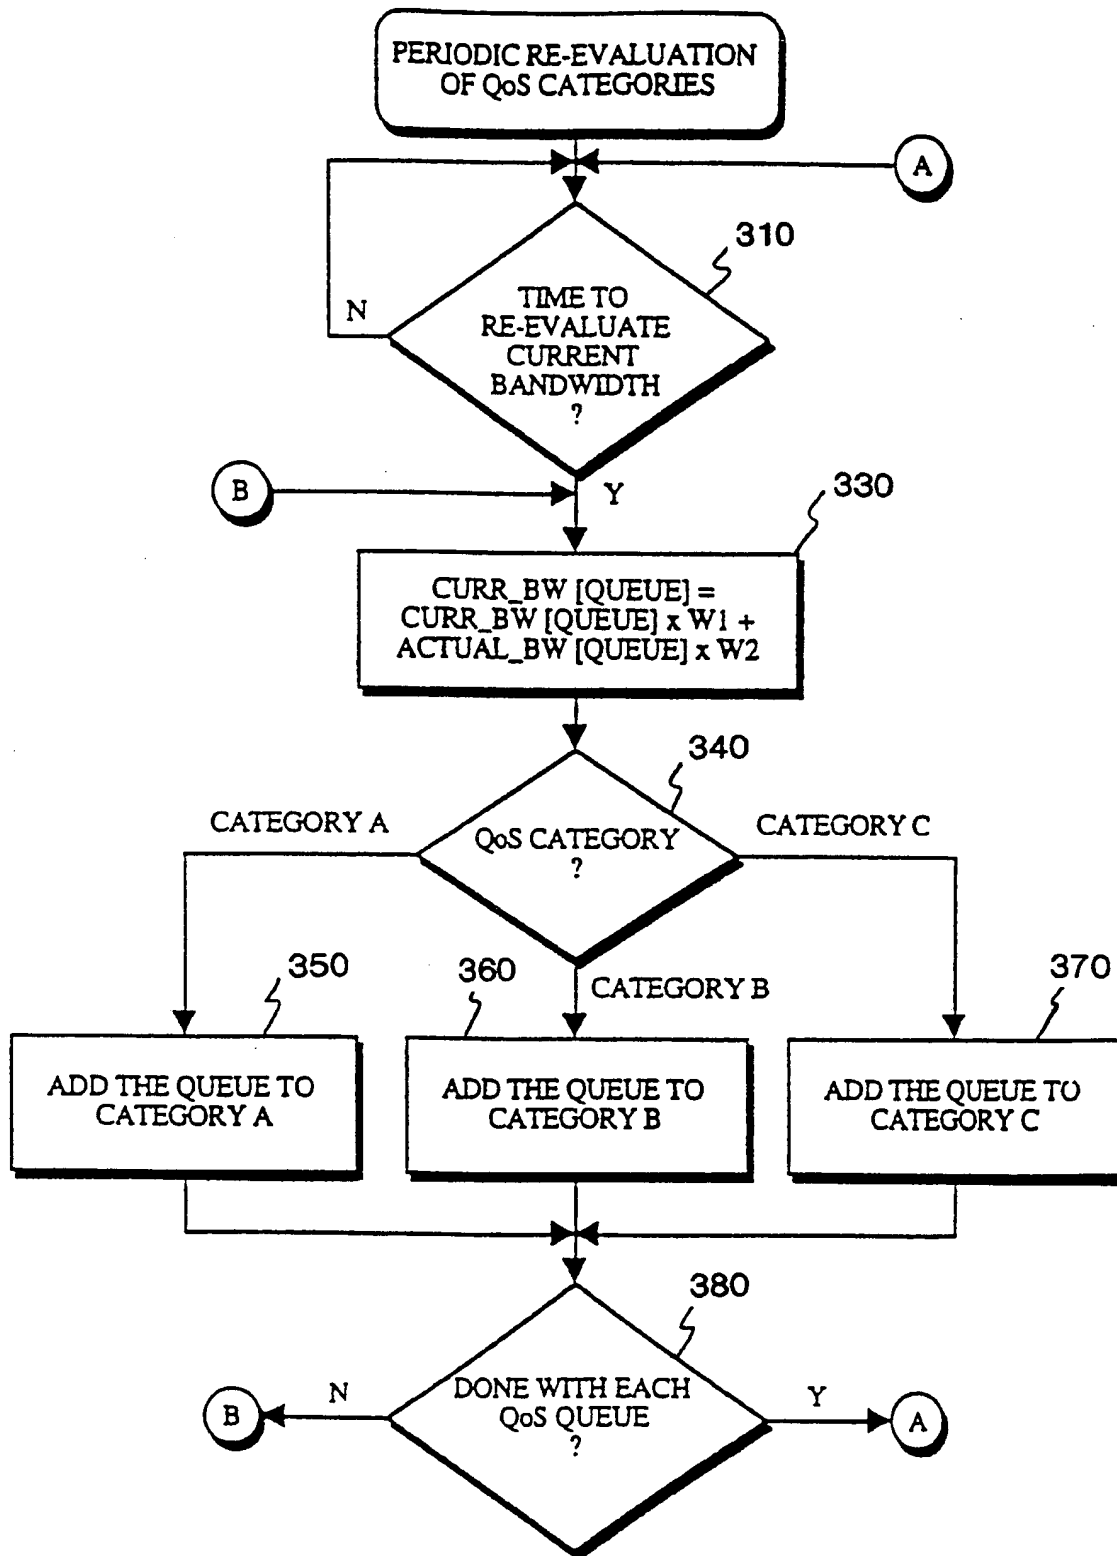 PERIODIC RE-EVALUATION
OF QoS CATEGORIES
A
310
N
TIME TO
RE-EVALUATE
CURRENT
BANDWIDTH
?
B
Y
330
CURR_BW [QUEUE] =
CURR_BW [QUEUE] x W1 +
ACTUAL_BW [QUEUE] x W2
340
CATEGORY A
QoS CATEGORY
?
CATEGORY C
350
360
CATEGORY B
370
ADD THE QUEUE TO
CATEGORY A
ADD THE QUEUE TO
CATEGORY B
ADD THE QUEUE TO
CATEGORY C
380
B
N
DONE WITH EACH
QoS QUEUE
?
Y
A